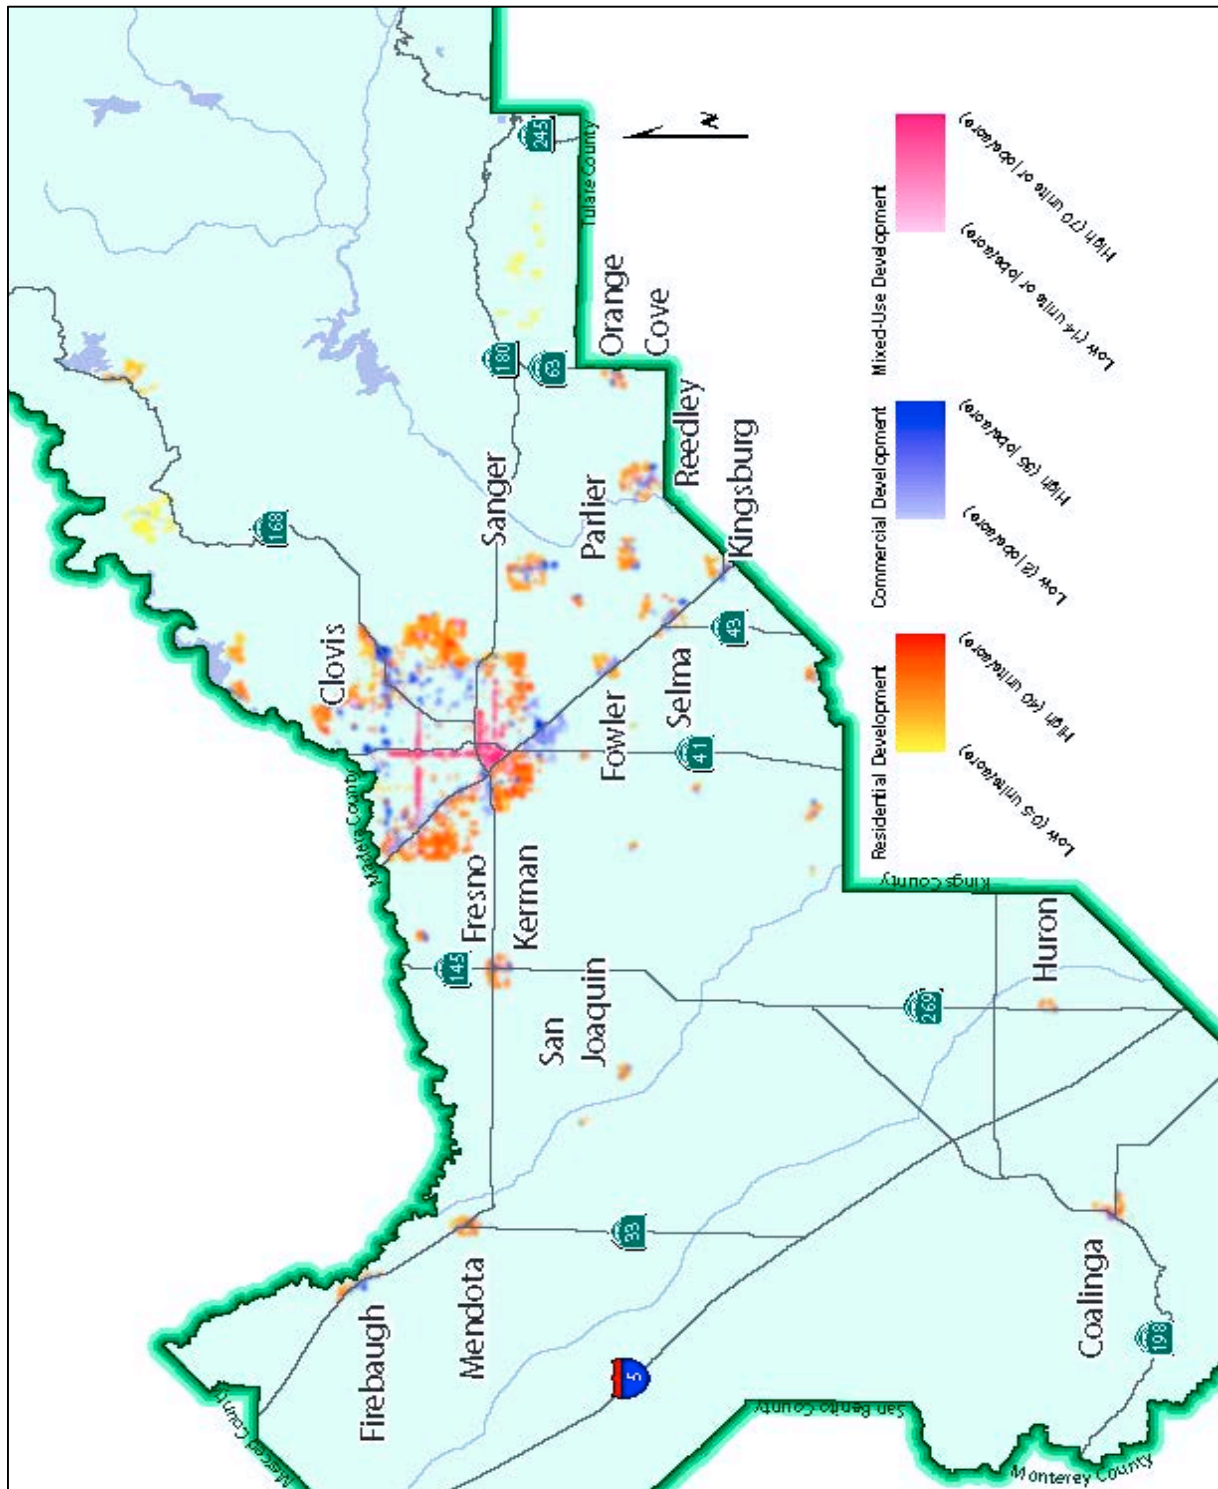 Merced County
Firebaugh
Mendota
San
Joaquin
Kerman
Fresno
Madera County
Clovis
Sanger
Parlier
Reedley
Orange
Cove
Kingsburg
Selma
Fowler
Huron
Coalinga
Tulare County
Kings County
San Benito County
Monterey County
5
33
145
41
43
168
180
63
245
269
198
N
Residential Development
Low (0.5 units/acre)
High (40 units/acre)
Commercial Development
Low (2 jobs/acre)
High (85 jobs/acre)
Mixed-Use Development
Low (14 units or jobs/acre)
High (70 units or jobs/acre)